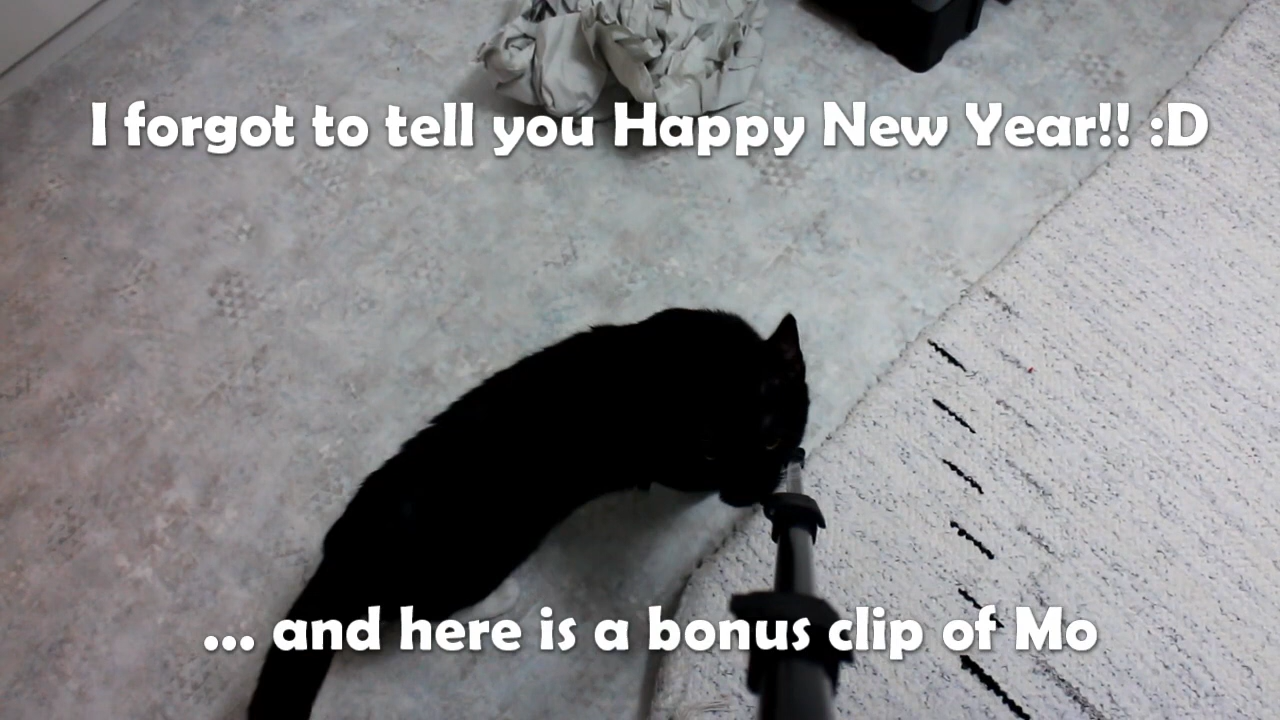 I forgot to tell you Happy New Year!! :D
... and here is a bonus clip of Mo